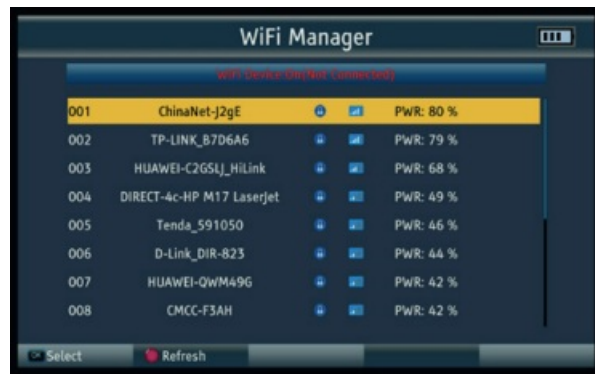 WiFi Manager
WiFi Device On(Not Connected)
001 ChinaNet-J2gE PWR: 80 %
002 TP-LINK_B7D6A6 PWR: 79 %
003 HUAWEI-C2GSLJ_HiLink PWR: 68 %
004 DIRECT-4c-HP M17 LaserJet PWR: 49 %
005 Tenda_591050 PWR: 46 %
006 D-Link_DIR-823 PWR: 44 %
007 HUAWEI-QWM49G PWR: 42 %
008 CMCC-F3AH PWR: 42 %
OK Select Refresh